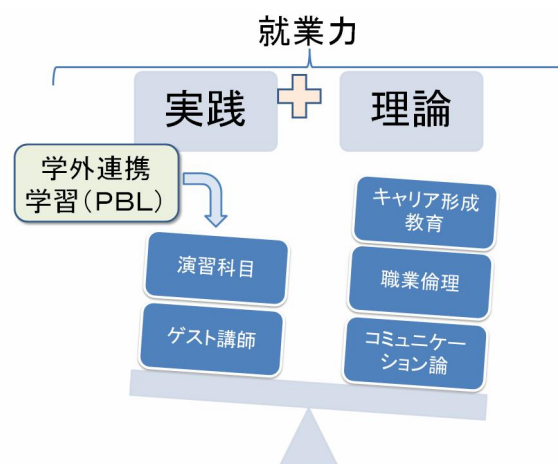 就業力
実践
理論
学外連携
学習(PBL)
演習科目
ゲスト講師
キャリア形成
教育
職業倫理
コミュニケー
ション論